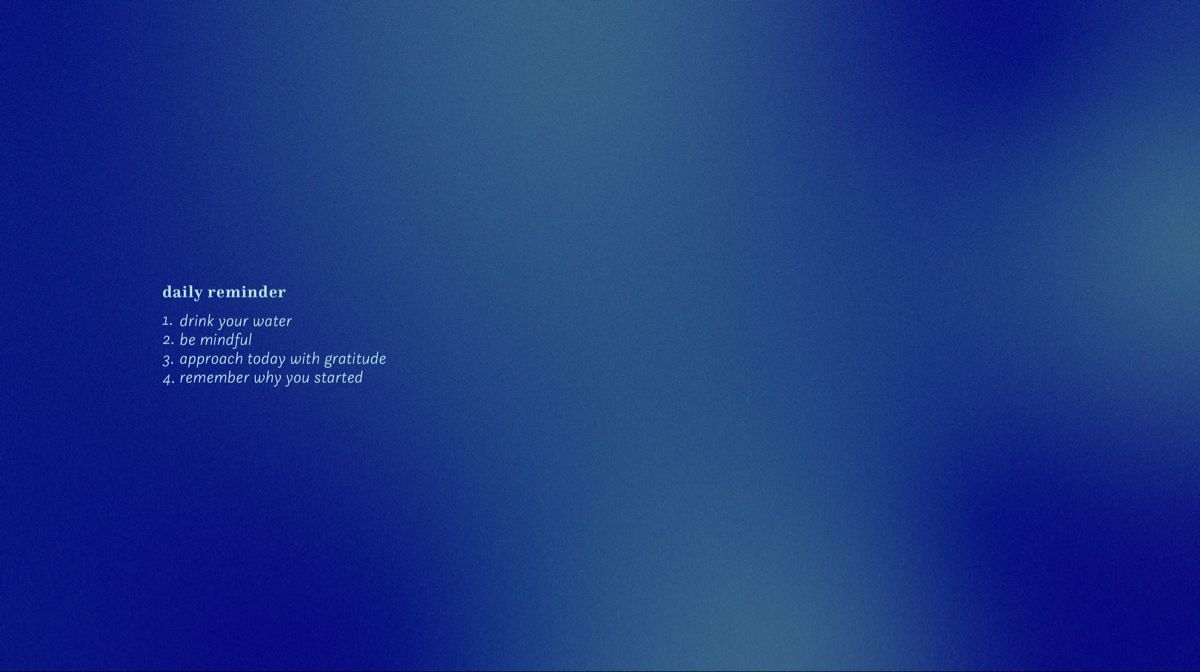 daily reminder
1. drink your water
2. be mindful
3. approach today with gratitude
4. remember why you started